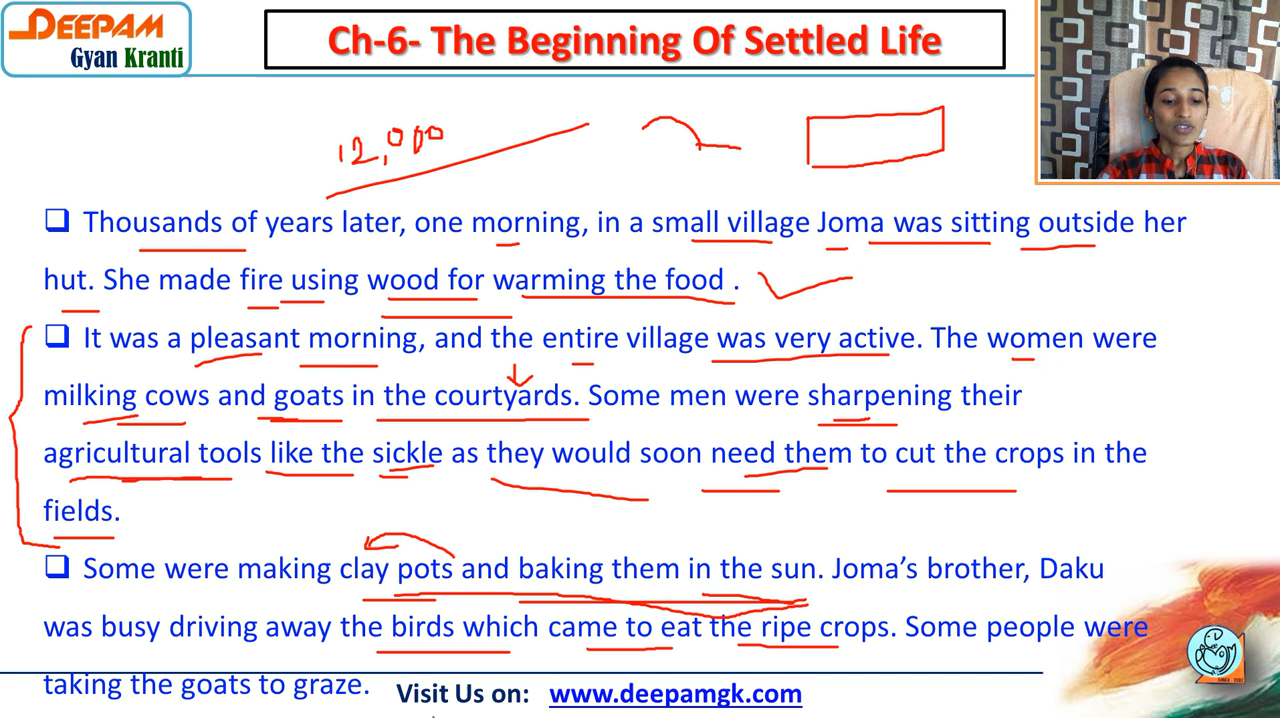 DEEPAM
Gyan Kranti
Ch-6- The Beginning Of Settled Life
12,000
❑ Thousands of years later, one morning, in a small village Joma was sitting outside her
hut. She made fire using wood for warming the food .
❑ It was a pleasant morning, and the entire village was very active. The women were
milking cows and goats in the courtyards. Some men were sharpening their
agricultural tools like the sickle as they would soon need them to cut the crops in the
fields.
❑ Some were making clay pots and baking them in the sun. Joma’s brother, Daku
was busy driving away the birds which came to eat the ripe crops. Some people were
taking the goats to graze.
Visit Us on: www.deepamgk.com